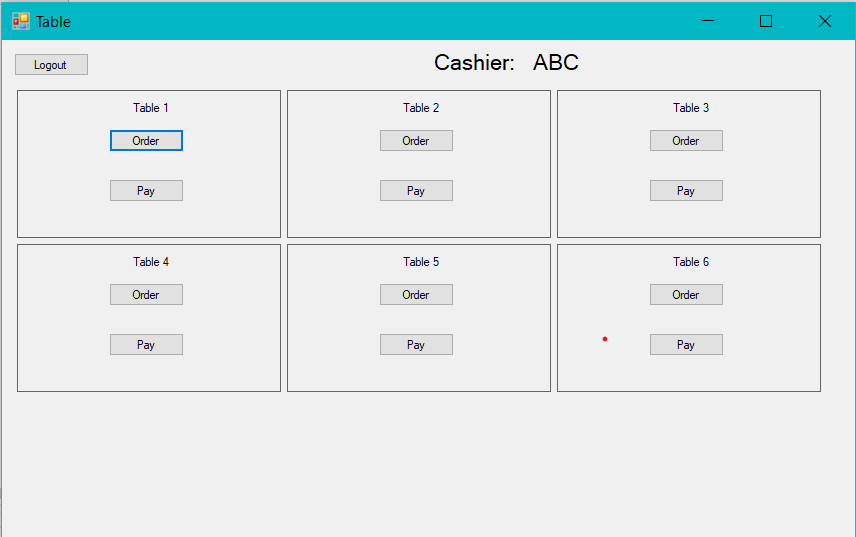 Table
Logout
Cashier: ABC
Table 1
Order
Pay
Table 2
Order
Pay
Table 3
Order
Pay
Table 4
Order
Pay
Table 5
Order
Pay
Table 6
Order
Pay